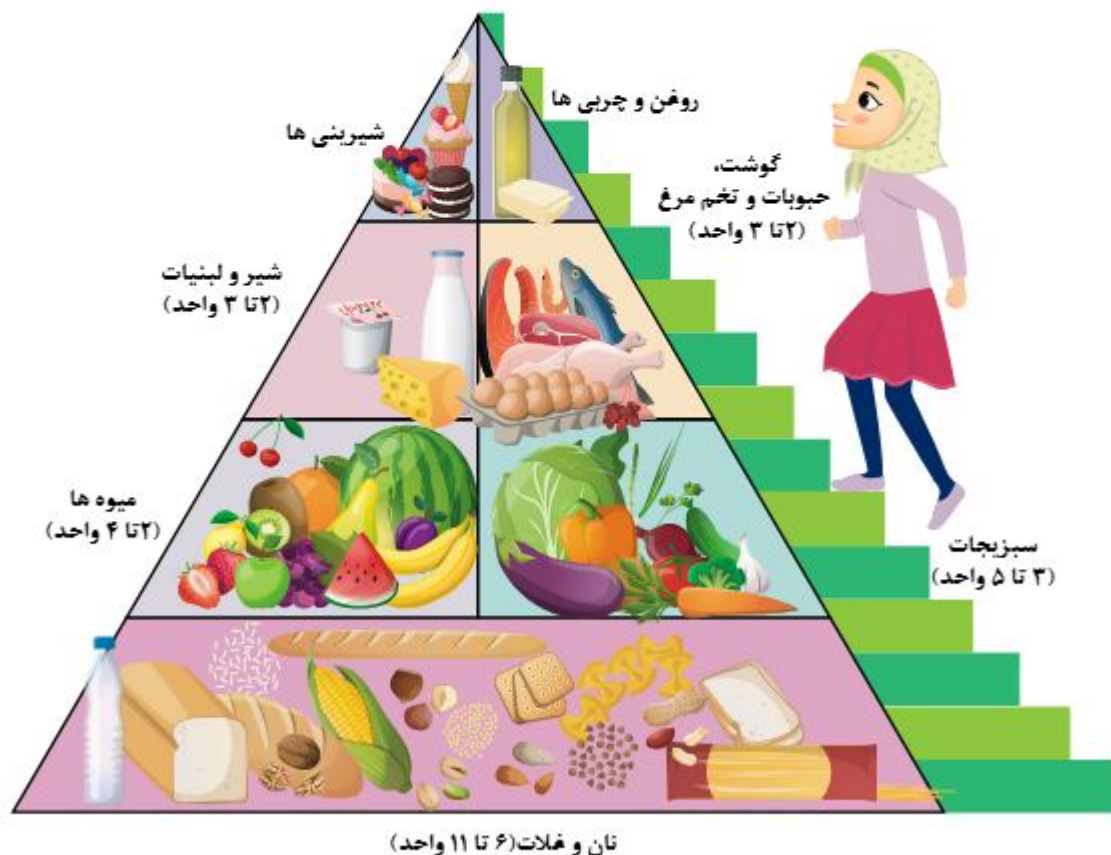 روغن و چربی ها
شیرینی ها
گوشت،
حبوبات و تخم مرغ
(۲تا ۳ واحد)
شیر و لبنیات
(۲تا ۳ واحد)
میوه ها
(۲تا ۴ واحد)
سبزیجات
(۳ تا ۵ واحد)
نان و غلات(۶ تا ۱۱ واحد)